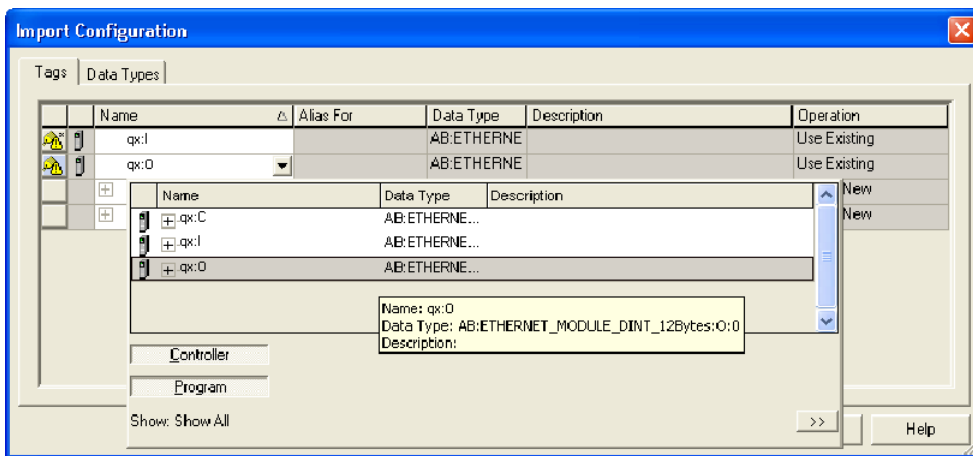 Import Configuration
Tags Data Types
Name Alias For Data Type Description Operation
qx:I AB:ETHERNE Use Existing
qx:O AB:ETHERNE Use Existing
New
New
Name Data Type Description
qx:C AB:ETHERNE...
qx:I AB:ETHERNE...
qx:O AB:ETHERNE...
Name: qx:O
Data Type: AB:ETHERNET_MODULE_DINT_12Bytes:O:0
Description:
Controller
Program
Show: Show All >>
Help